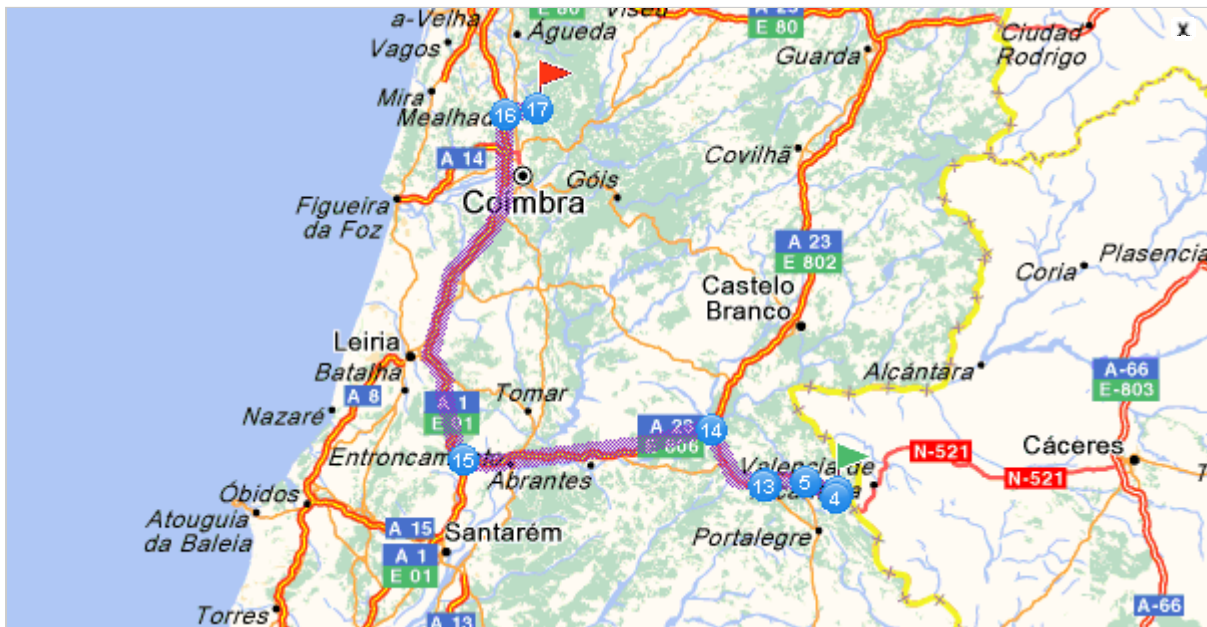 E 80
Viseu
A 25
E 80
a-Velha
Águeda
Vagos
Guarda
Ciudad
Rodrigo
x
Mira
Mealhad
16
17
A 14
Covilhã
Góis
Coimbra
Figueira
da Foz
A 23
E 802
Plasencia
Coria
Castelo
Branco
Leiria
Batalha
Alcántara
A-66
E-803
A 8
Tomar
Nazaré
A 1
E 01
14
Entroncamento
15
Abrantes
Valencia de
N-521
Cáceres
13
5
4
N-521
Óbidos
Atouguia
da Baleia
A 15
Santarém
Portalegre
A 1
E 01
Torres
A 13
A-66